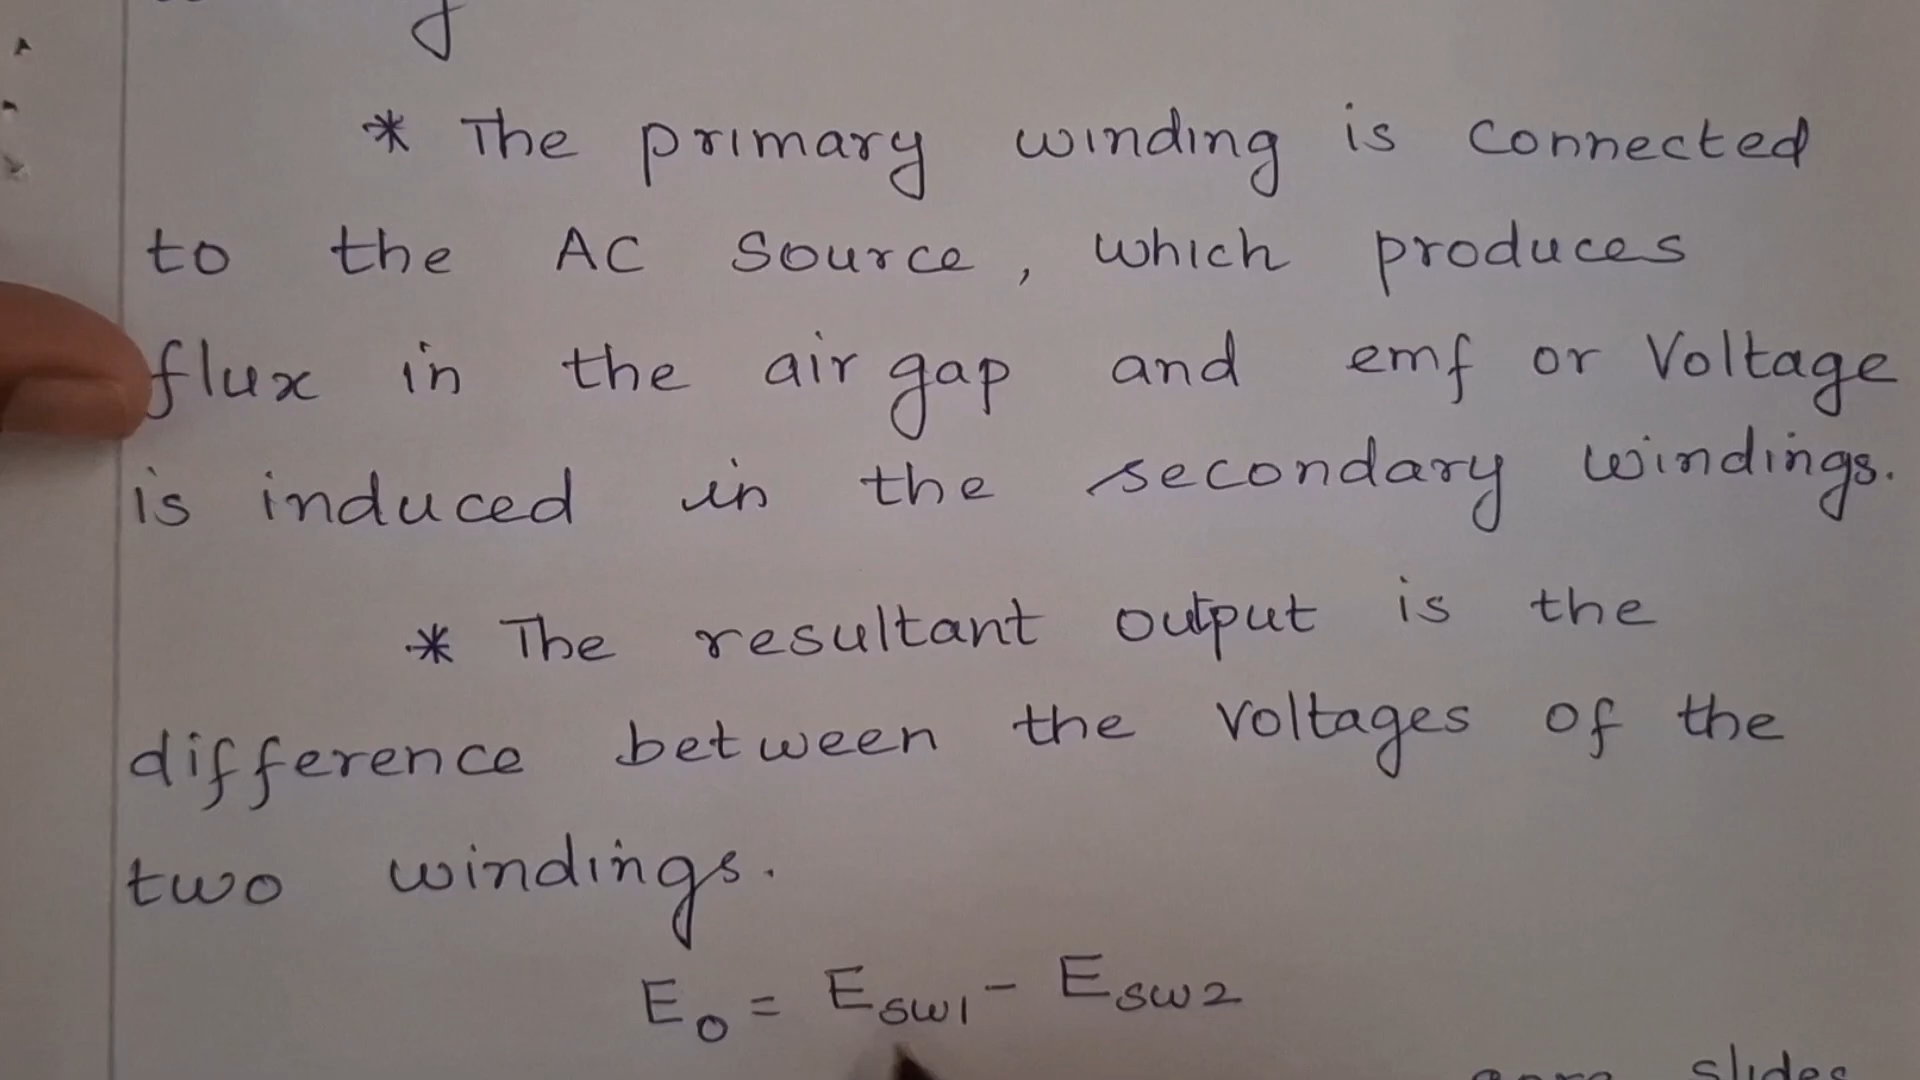 * The primary winding is connected
to the AC source, which produces
flux in the air gap and emf or Voltage
is induced in the secondary windings.
* The resultant output is the
difference between the voltages of the
two windings.
E₀ = E_SW1 - E_SW2
slides